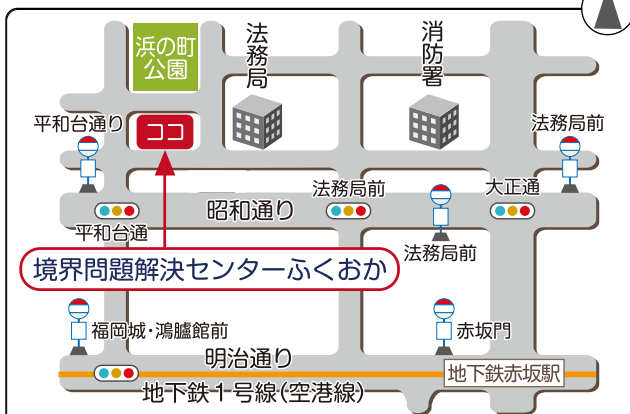 浜の町
公園
法務局
消防署
平和台通り
ココ
法務局前
昭和通り
法務局前
大正通
平和台通
法務局前
境界問題解決センターふくおか
福岡城・鴻臚館前
赤坂門
明治通り
地下鉄赤坂駅
地下鉄1号線(空港線)